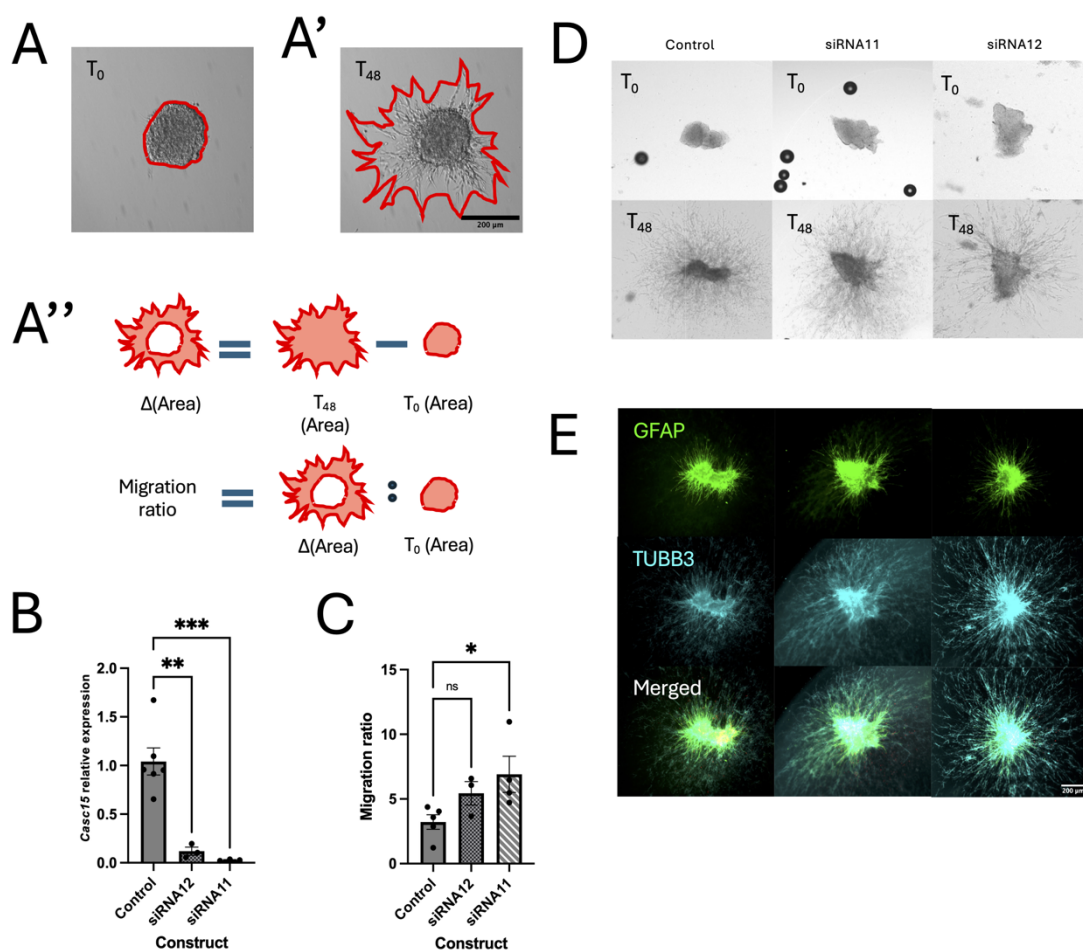 A
T₀
A'
T₄₈
200 μm
A''
Δ(Area)
T₄₈
(Area)
T₀ (Area)
Migration
ratio
Δ(Area)
T₀ (Area)
B
***
**
2.0
1.5
1.0
0.5
0.0
Casc15 relative expression
Control
siRNA12
siRNA11
Construct
C
*
ns
15
10
5
0
Migration ratio
Control
siRNA12
siRNA11
Construct
D
Control
siRNA11
siRNA12
T₀
T₀
T₀
T₄₈
T₄₈
T₄₈
E
GFAP
TUBB3
Merged
200 μm